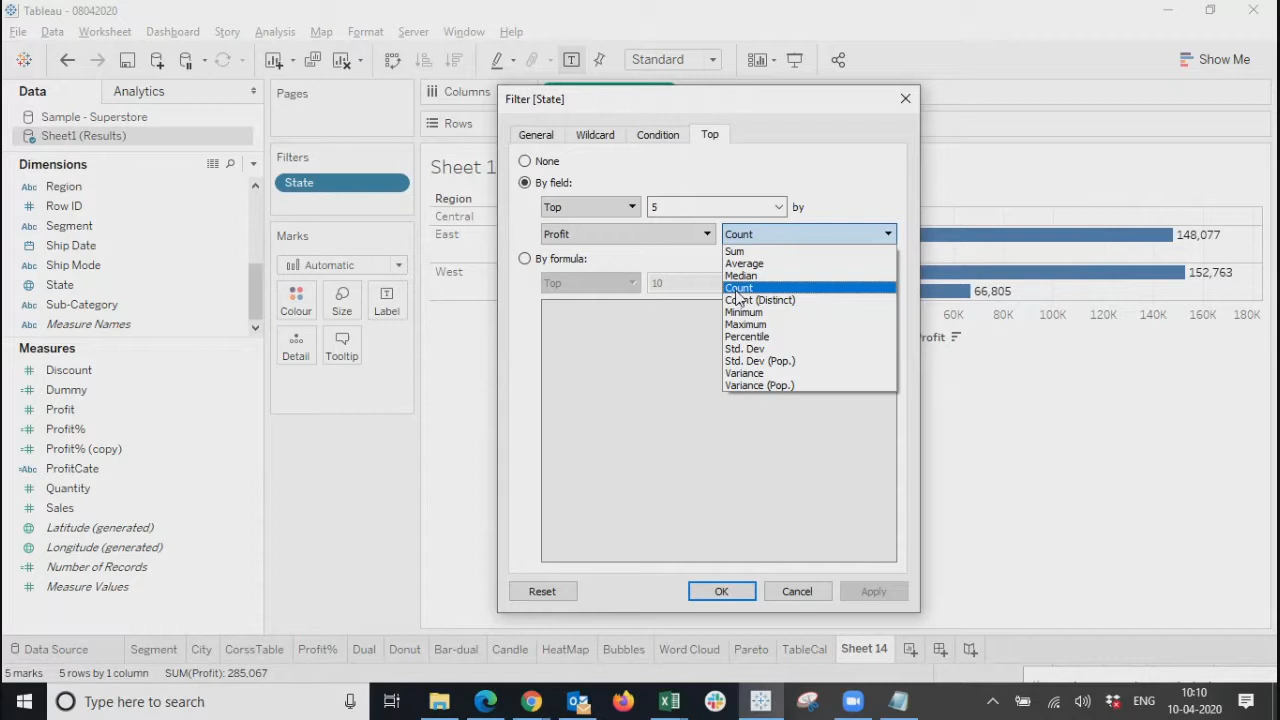 Tableau - 08042020
File Data Worksheet Dashboard Story Analysis Map Format Server Window Help
Standard
Show Me
Data
Analytics
Sample - Superstore
Sheet1 (Results)
Dimensions
Abc Region
Abc Row ID
Abc Segment
Ship Date
Abc Ship Mode
State
Abc Sub-Category
Abc Measure Names
Measures
Discount
Dummy
Profit
Profit%
Profit% (copy)
=Abc ProfitCate
Quantity
Sales
Latitude (generated)
Longitude (generated)
Number of Records
Measure Values
Pages
Filters
State
Marks
Automatic
Colour
Size
Label
Detail
Tooltip
Columns
Rows
Sheet 1
Region
Central
East
West
148,077
152,763
66,805
60K 80K 100K 120K 140K 160K 180K
Filter [State]
General
Wildcard
Condition
Top
None
By field:
Top
5
by
Profit
Count
Sum
Average
Median
Count
Count (Distinct)
Minimum
Maximum
Percentile
Std. Dev
Std. Dev (Pop.)
Variance
Variance (Pop.)
By formula:
Top
10
Reset
OK
Cancel
Apply
Data Source
Segment
City
CorssTable
Profit%
Dual
Donut
Bar-dual
Candle
HeatMap
Bubbles
Word Cloud
Pareto
TableCal
Sheet 14
5 marks 5 rows by 1 column SUM(Profit): 285,067
Type here to search
ENG
10:10
10-04-2020